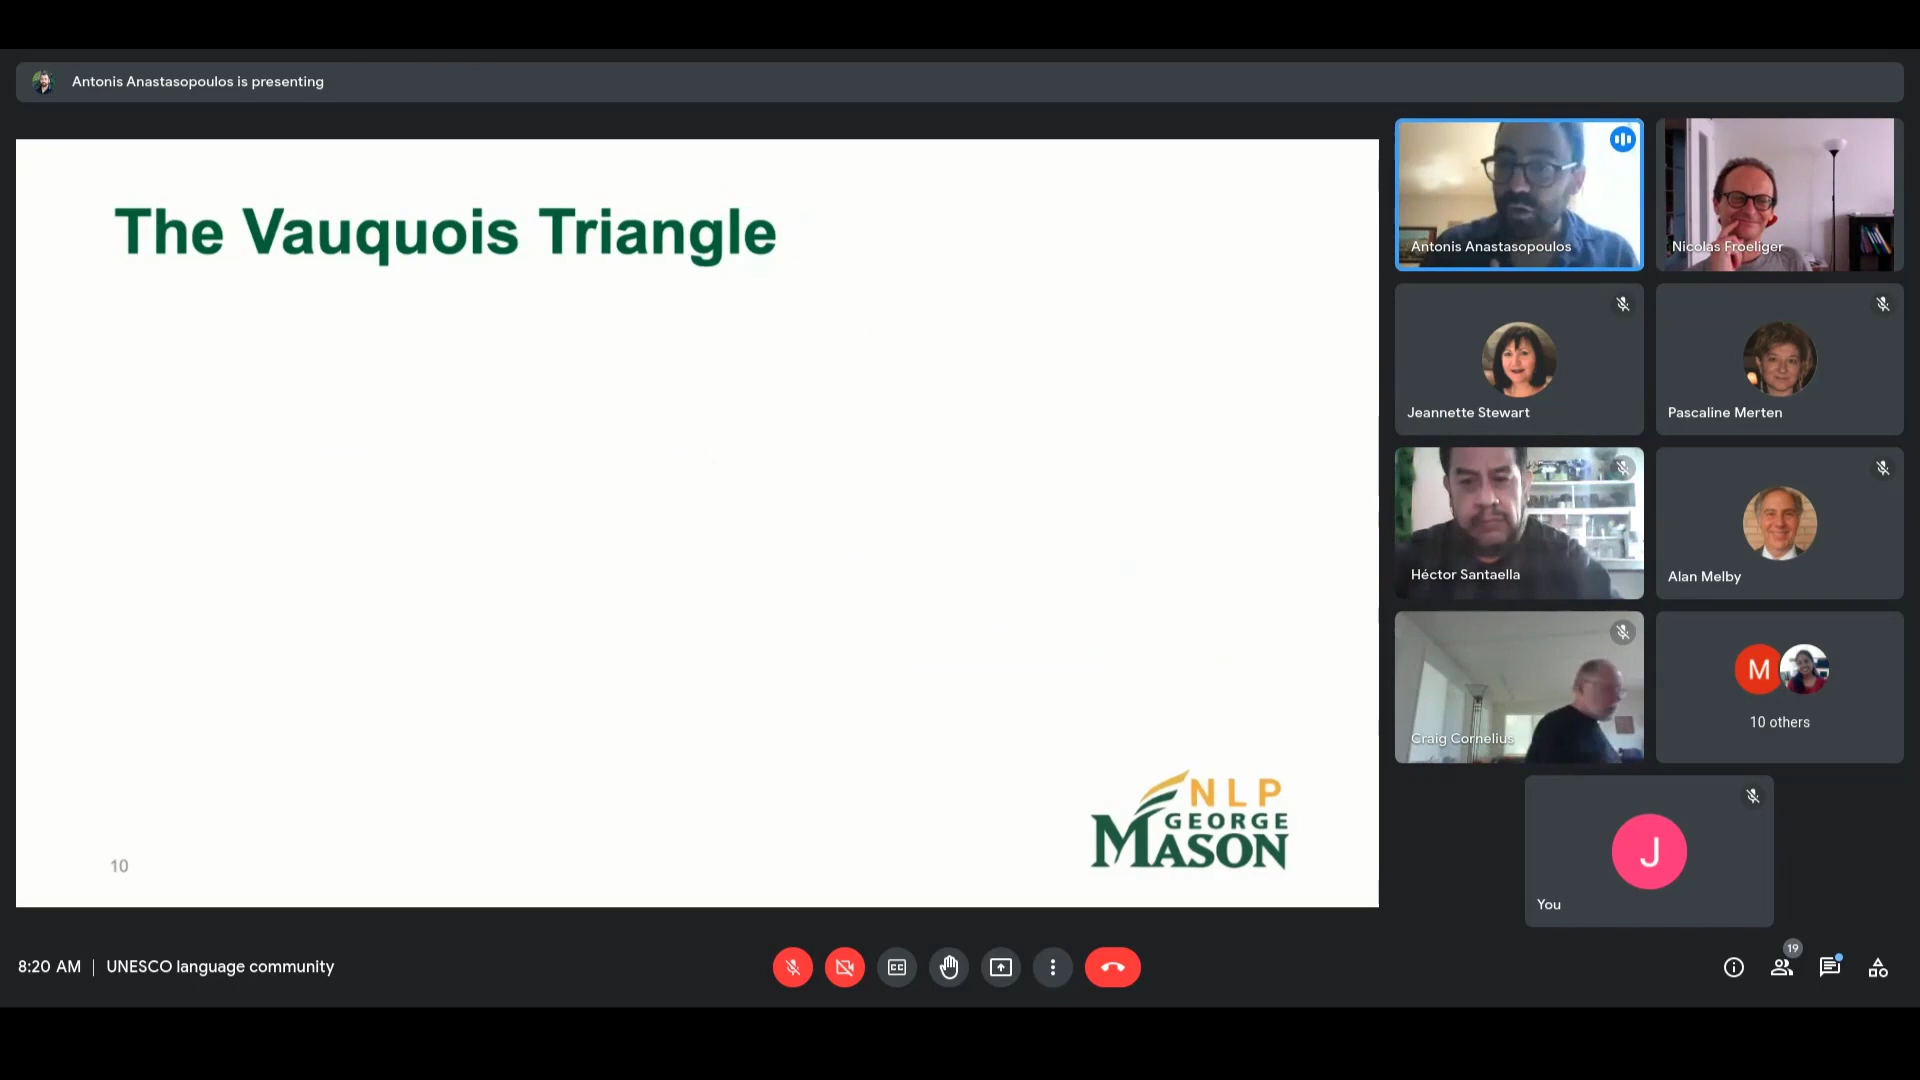 Antonis Anastasopoulos is presenting
The Vauquois Triangle
10
NLP
GEORGE
MASON
Antonis Anastasopoulos
Nicolas Froeliger
Jeannette Stewart
Pascaline Merten
Héctor Santaella
Alan Melby
Craig Cornelius
M
10 others
J
You
8:20 AM | UNESCO language community
CC
19